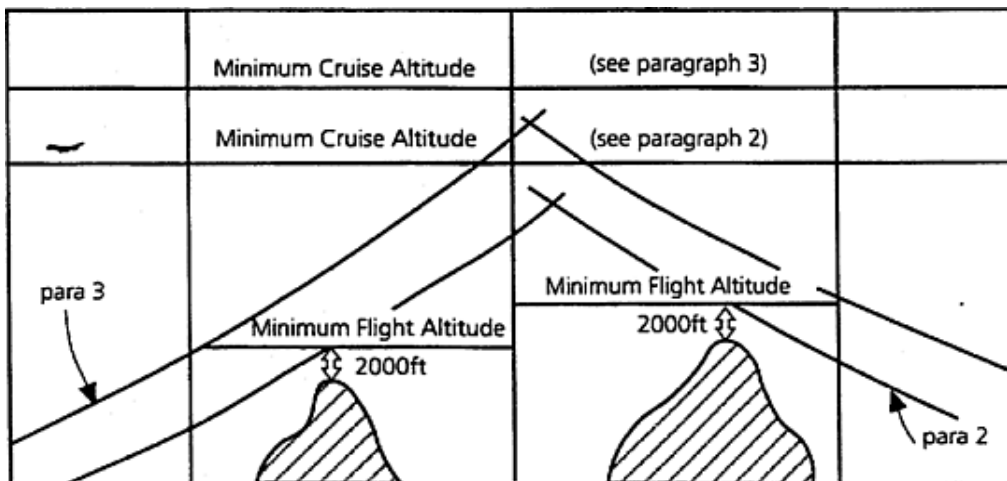 Minimum Cruise Altitude (see paragraph 3)
Minimum Cruise Altitude (see paragraph 2)
para 3
Minimum Flight Altitude
2000ft
Minimum Flight Altitude
2000ft
para 2